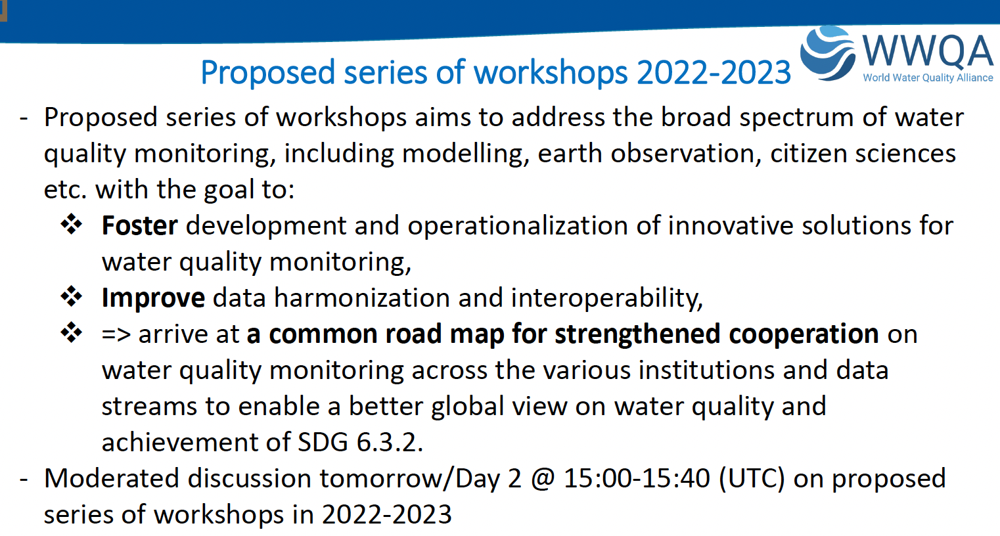 WWQA
World Water Quality Alliance
Proposed series of workshops 2022-2023
- Proposed series of workshops aims to address the broad spectrum of water
quality monitoring, including modelling, earth observation, citizen sciences
etc. with the goal to:
❖ Foster development and operationalization of innovative solutions for
water quality monitoring,
❖ Improve data harmonization and interoperability,
❖ => arrive at a common road map for strengthened cooperation on
water quality monitoring across the various institutions and data
streams to enable a better global view on water quality and
achievement of SDG 6.3.2.
- Moderated discussion tomorrow/Day 2 @ 15:00-15:40 (UTC) on proposed
series of workshops in 2022-2023